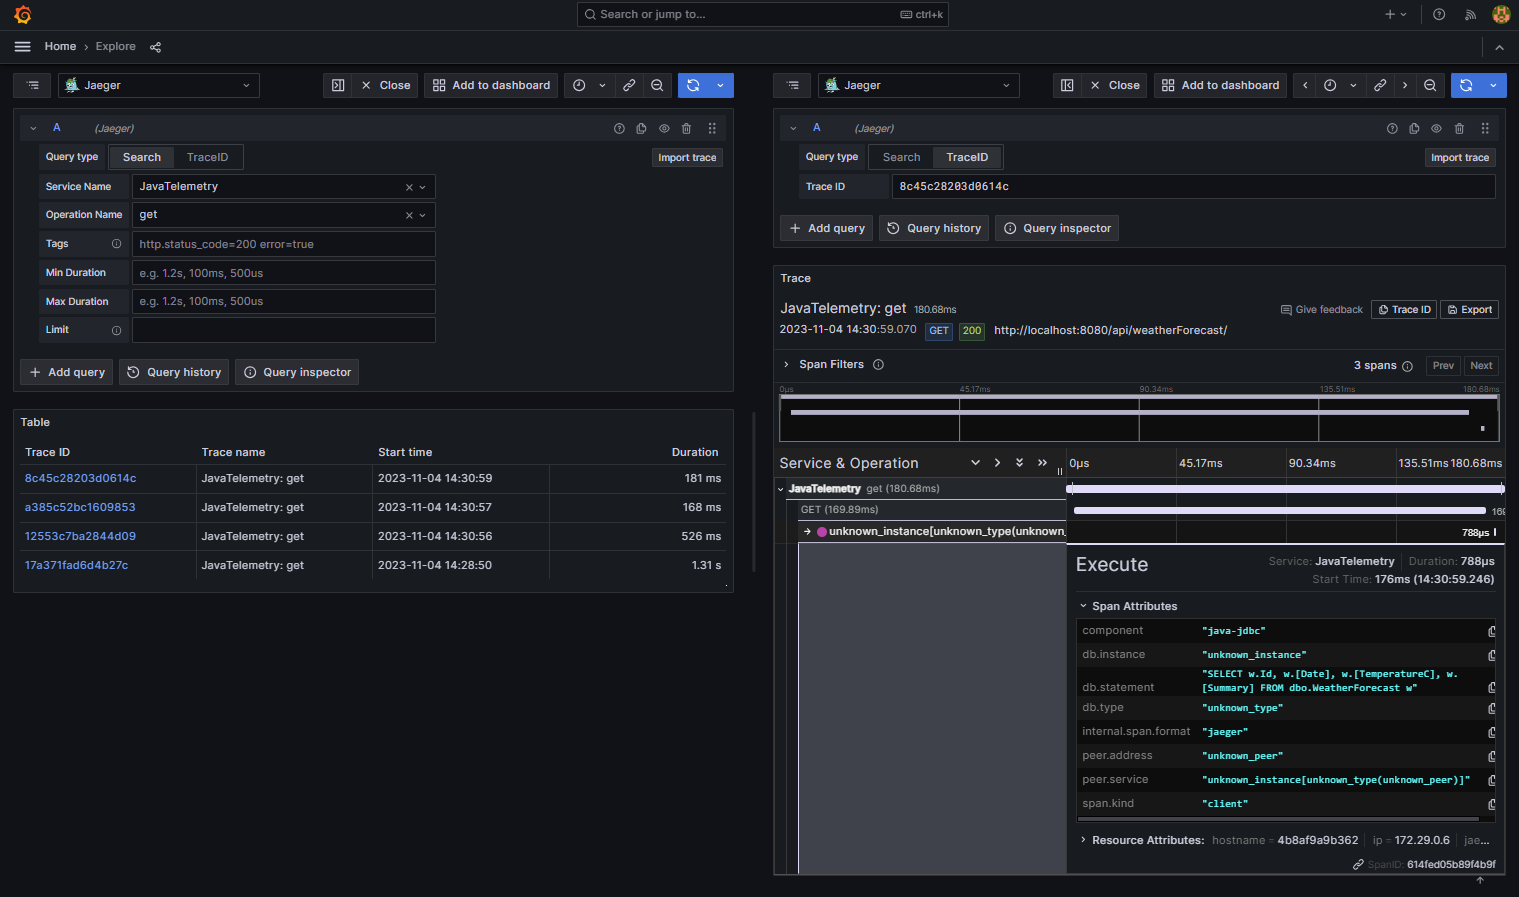 Search or jump to...
ctrl+k
Home › Explore
Jaeger
Close
Add to dashboard
A (Jaeger)
Query type Search TraceID Import trace
Service Name JavaTelemetry
Operation Name get
Tags http.status_code=200 error=true
Min Duration e.g. 1.2s, 100ms, 500us
Max Duration e.g. 1.2s, 100ms, 500us
Limit
+ Add query Query history Query inspector
Table
Trace ID Trace name Start time Duration
8c45c28203d0614c JavaTelemetry: get 2023-11-04 14:30:59 181 ms
a385c52bc1609853 JavaTelemetry: get 2023-11-04 14:30:57 168 ms
12553c7ba2844d09 JavaTelemetry: get 2023-11-04 14:30:56 526 ms
17a371fad6d4b27c JavaTelemetry: get 2023-11-04 14:28:50 1.31 s
Jaeger
Close
Add to dashboard
A (Jaeger)
Query type Search TraceID Import trace
Trace ID 8c45c28203d0614c
+ Add query Query history Query inspector
Trace
JavaTelemetry: get 180.68ms Give feedback Trace ID Export
2023-11-04 14:30:59.070 GET 200 http://localhost:8080/api/weatherForecast/
Span Filters 3 spans Prev Next
0μs 45.17ms 90.34ms 135.51ms 180.68ms
Service & Operation 0μs 45.17ms 90.34ms 135.51ms 180.68ms
JavaTelemetry get (180.68ms)
GET (169.89ms) 169
unknown_instance[unknown_type(unknown_ 788μs
Execute Service: JavaTelemetry Duration: 788μs
Start Time: 176ms (14:30:59.246)
Span Attributes
component "java-jdbc"
db.instance "unknown_instance"
db.statement "SELECT w.Id, w.[Date], w.[TemperatureC], w.
[Summary] FROM dbo.WeatherForecast w"
db.type "unknown_type"
internal.span.format "jaeger"
peer.address "unknown_peer"
peer.service "unknown_instance[unknown_type(unknown_peer)]"
span.kind "client"
Resource Attributes: hostname = 4b8af9a9b362 ip = 172.29.0.6 jae...
SpanID: 614fed05b89f4b9f